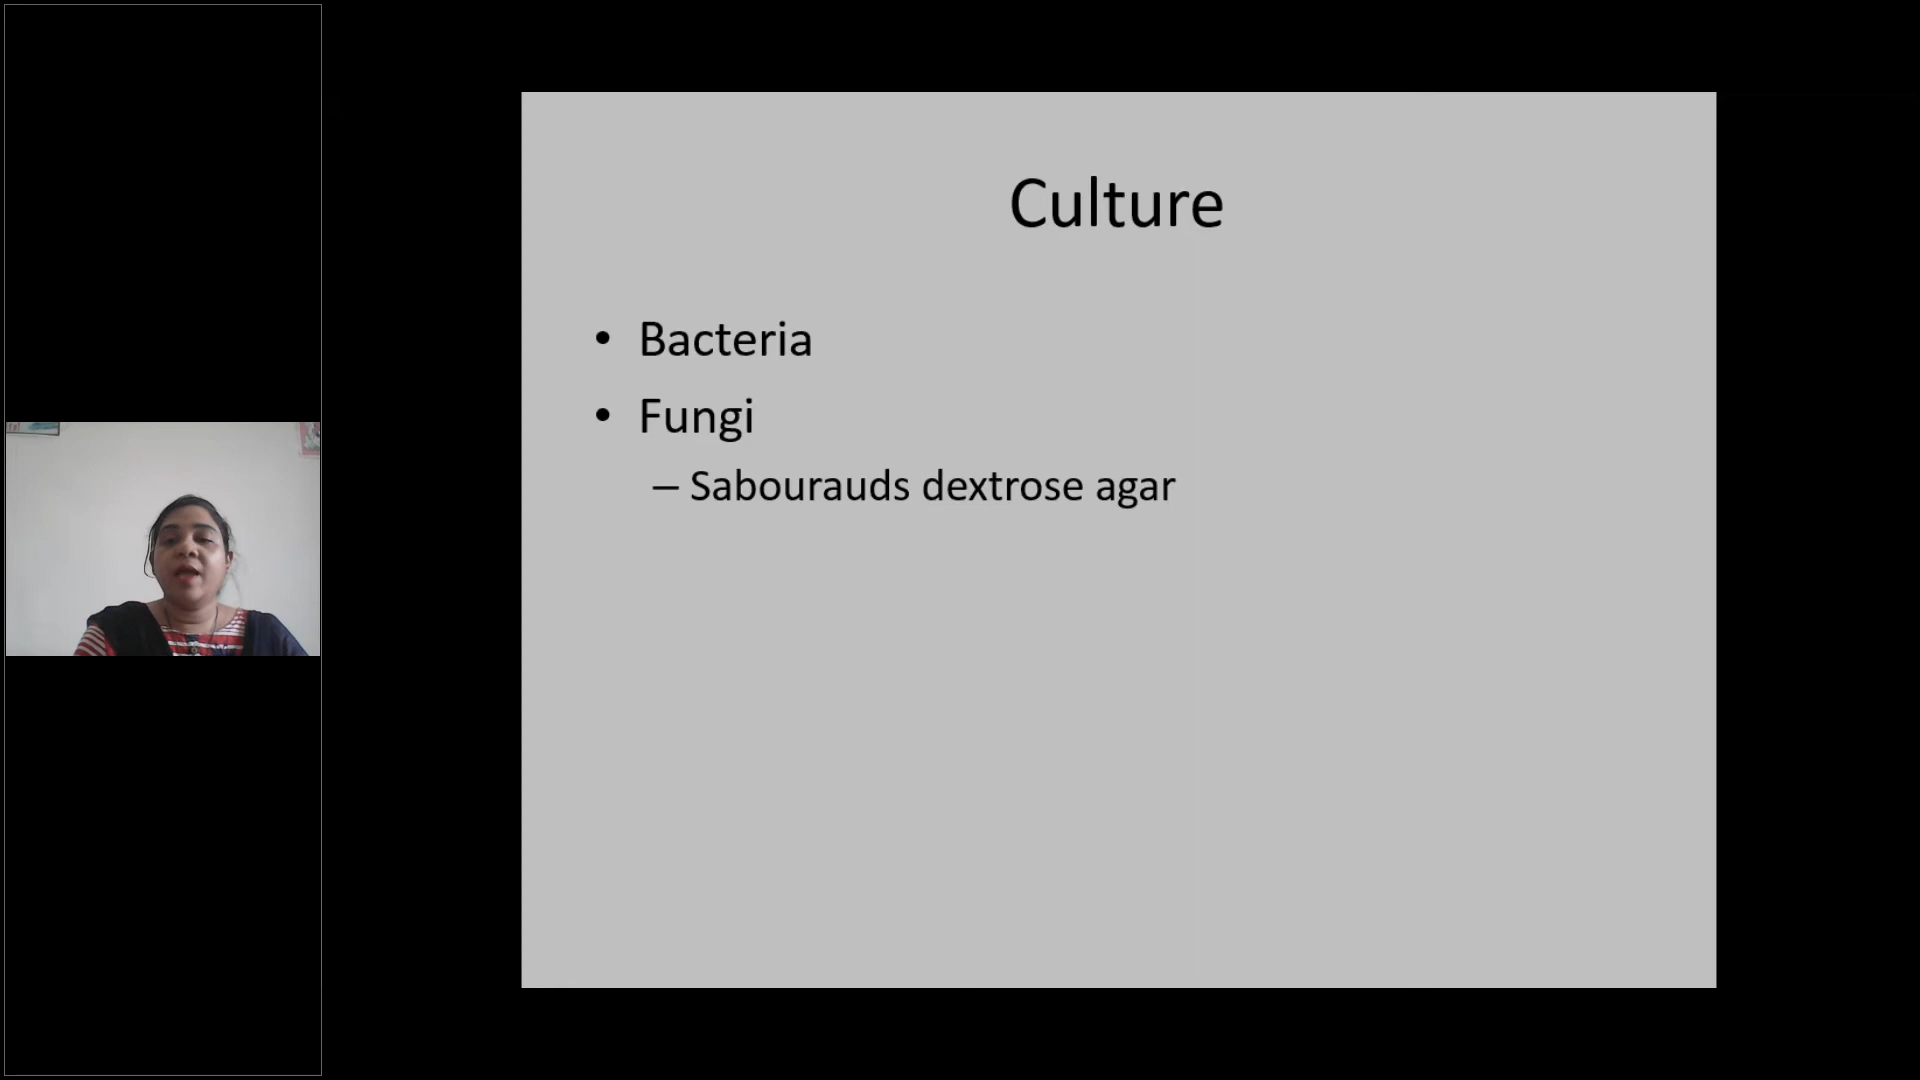 Culture
• Bacteria
• Fungi
– Sabourauds dextrose agar